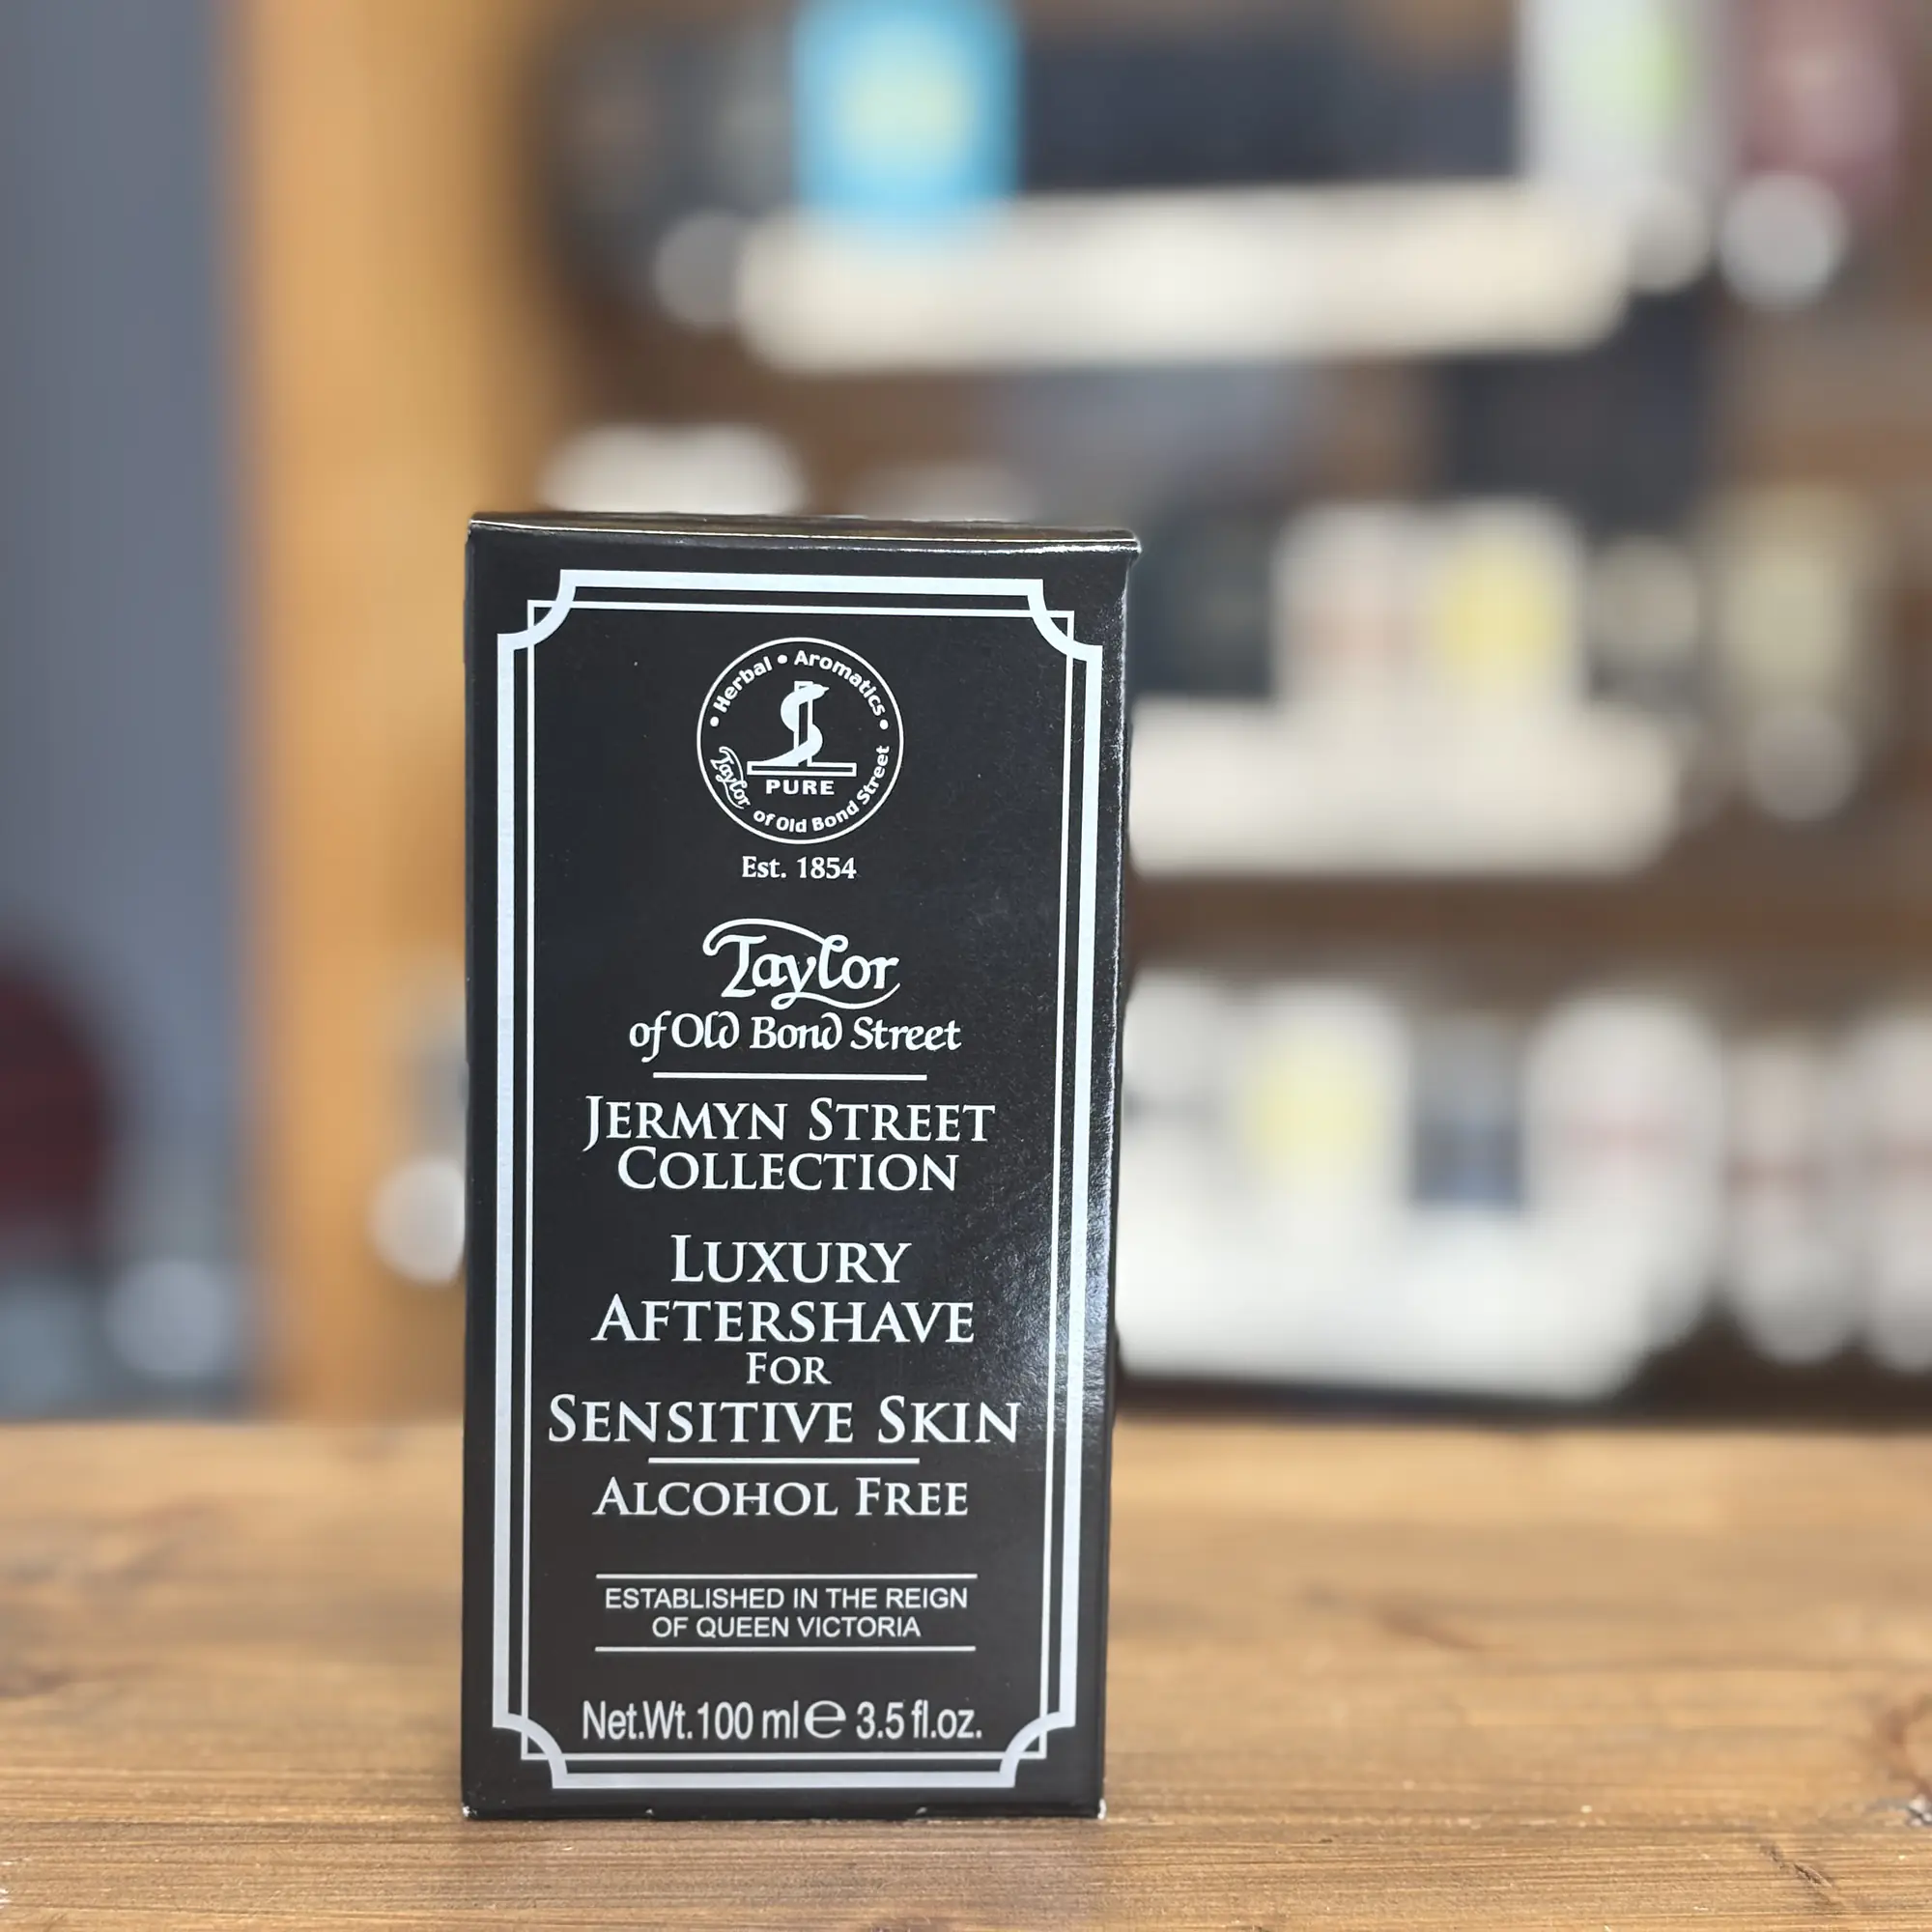 • Herbal • Aromatics •
PURE
Taylor of Old Bond Street
Est. 1854
Taylor
of Old Bond Street
JERMYN STREET
COLLECTION
LUXURY
AFTERSHAVE
FOR
SENSITIVE SKIN
ALCOHOL FREE
ESTABLISHED IN THE REIGN
OF QUEEN VICTORIA
Net.Wt.100 ml ℮ 3.5 fl.oz.